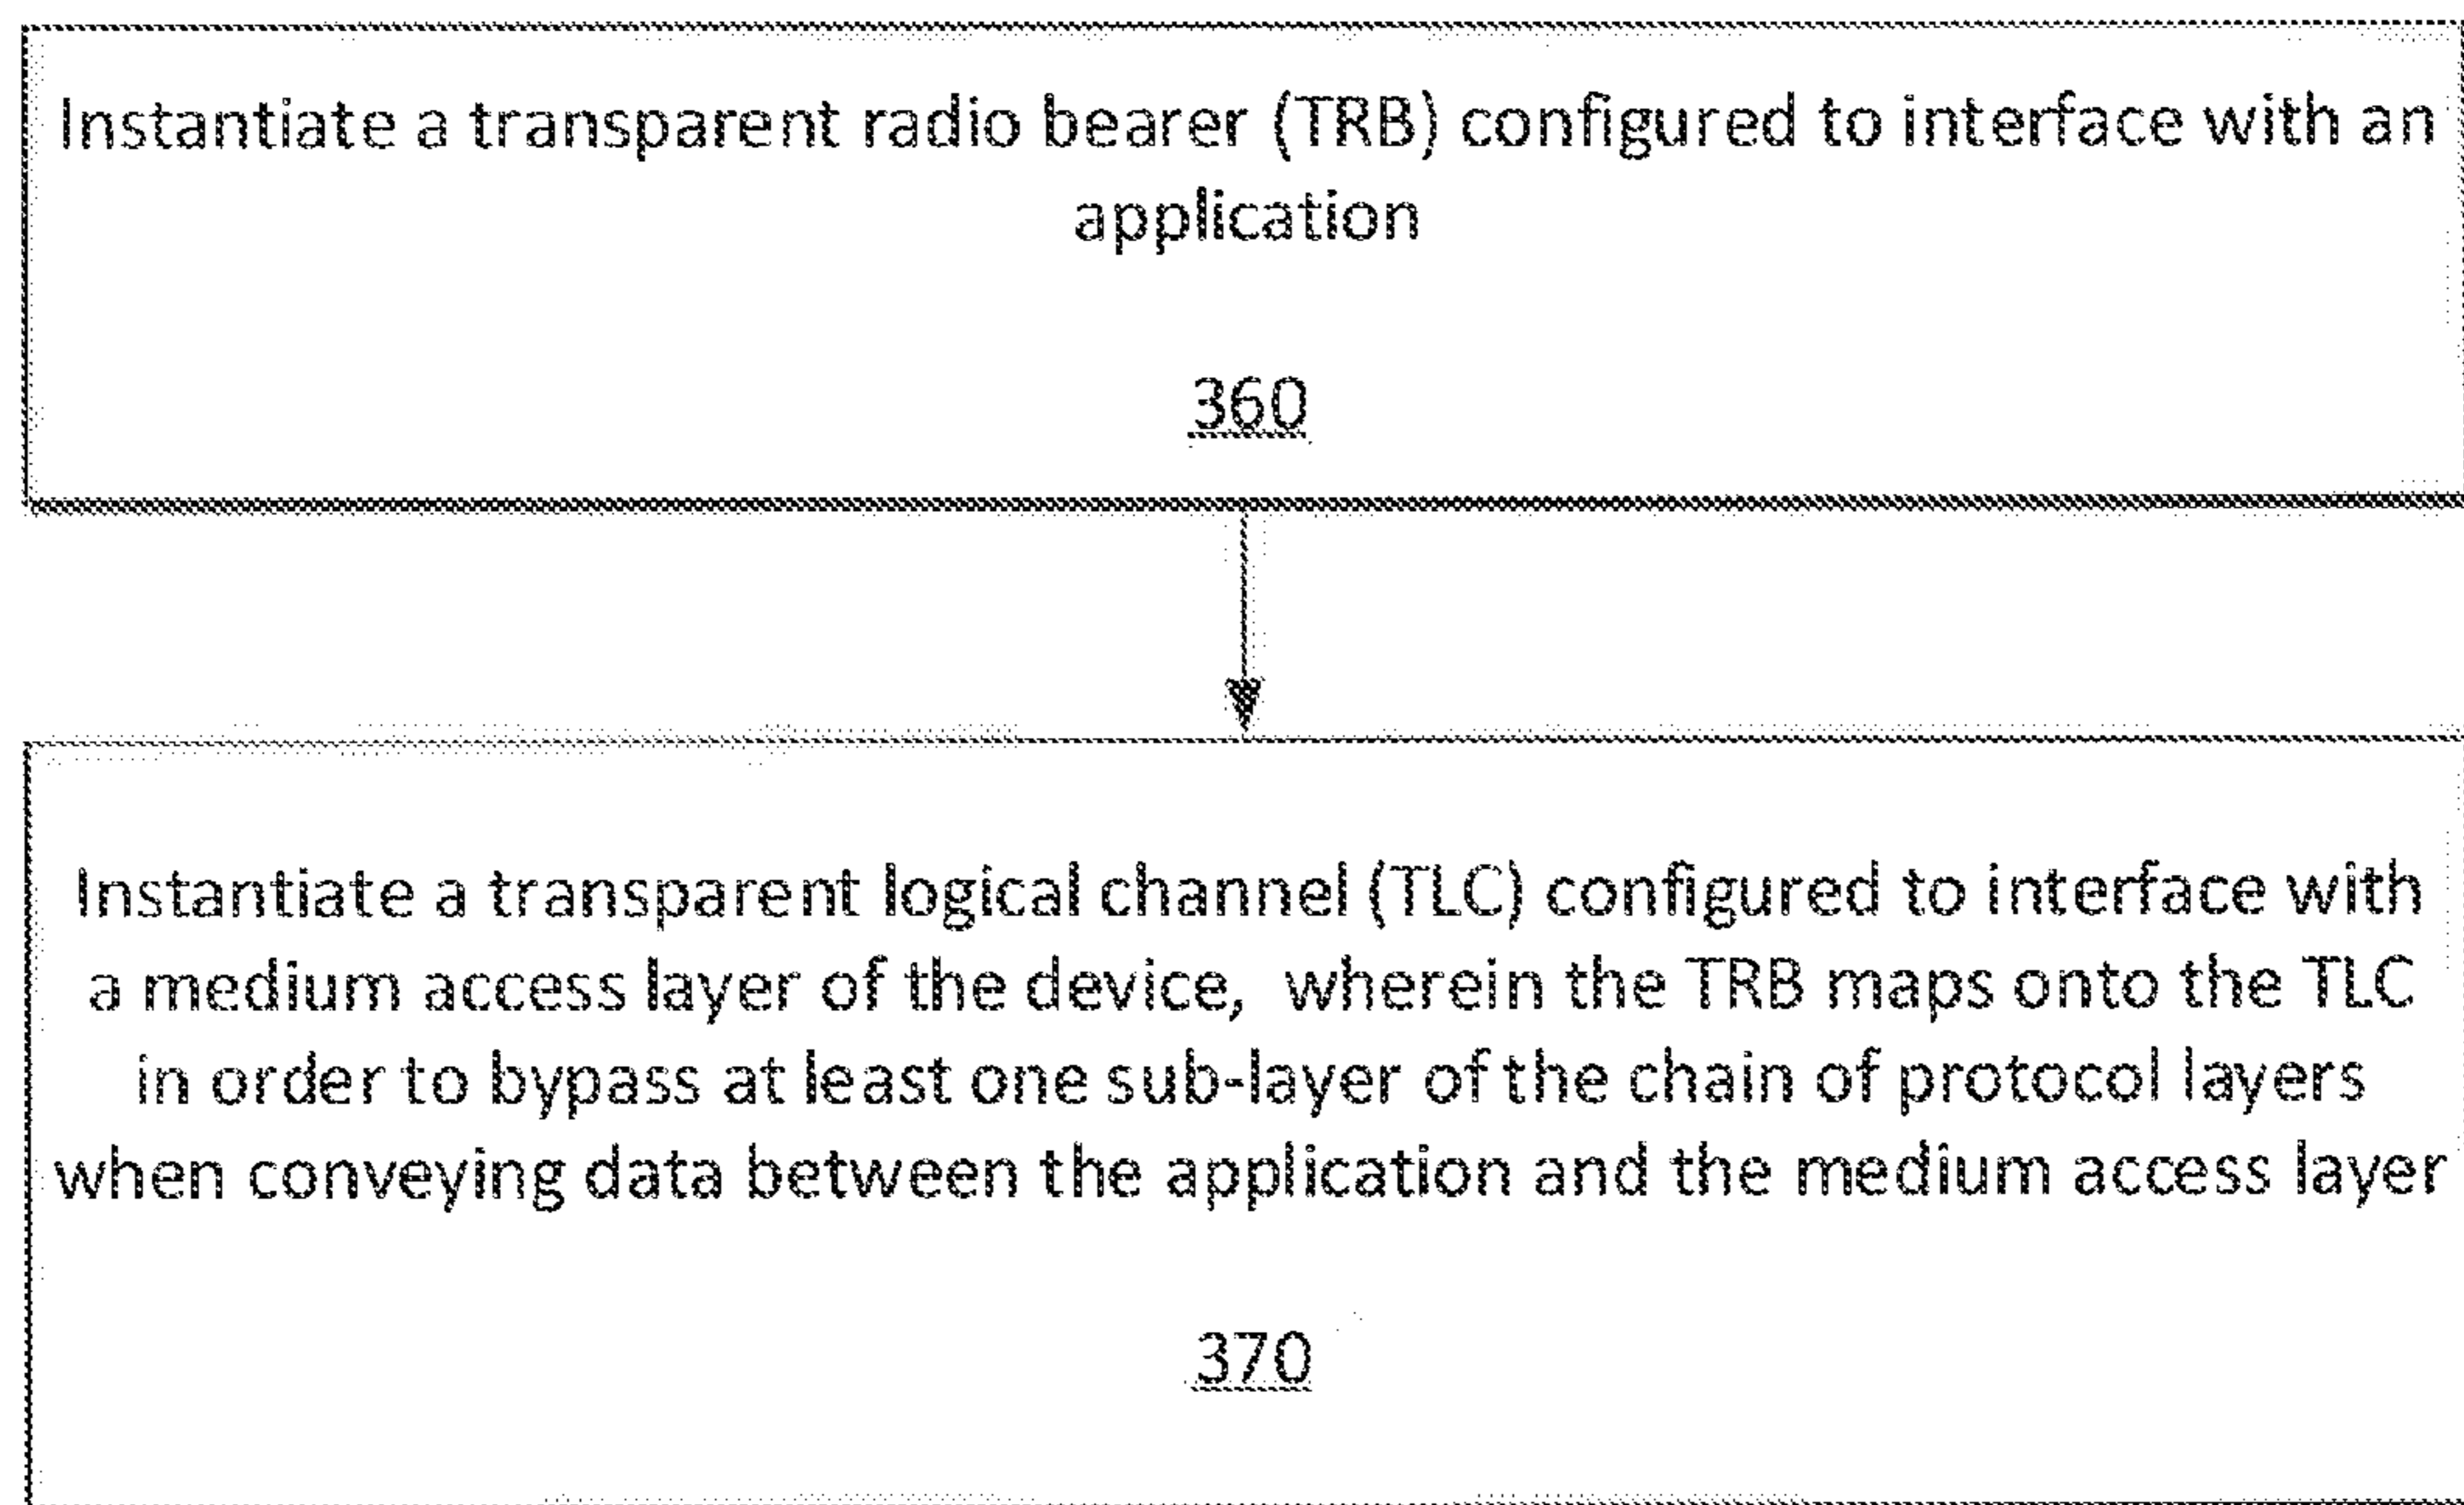 Instantiate a transparent radio bearer (TRB) configured to interface with an
application
360
Instantiate a transparent logical channel (TLC) configured to interface with
a medium access layer of the device, wherein the TRB maps onto the TLC
in order to bypass at least one sub-layer of the chain of protocol layers
when conveying data between the application and the medium access layer
370